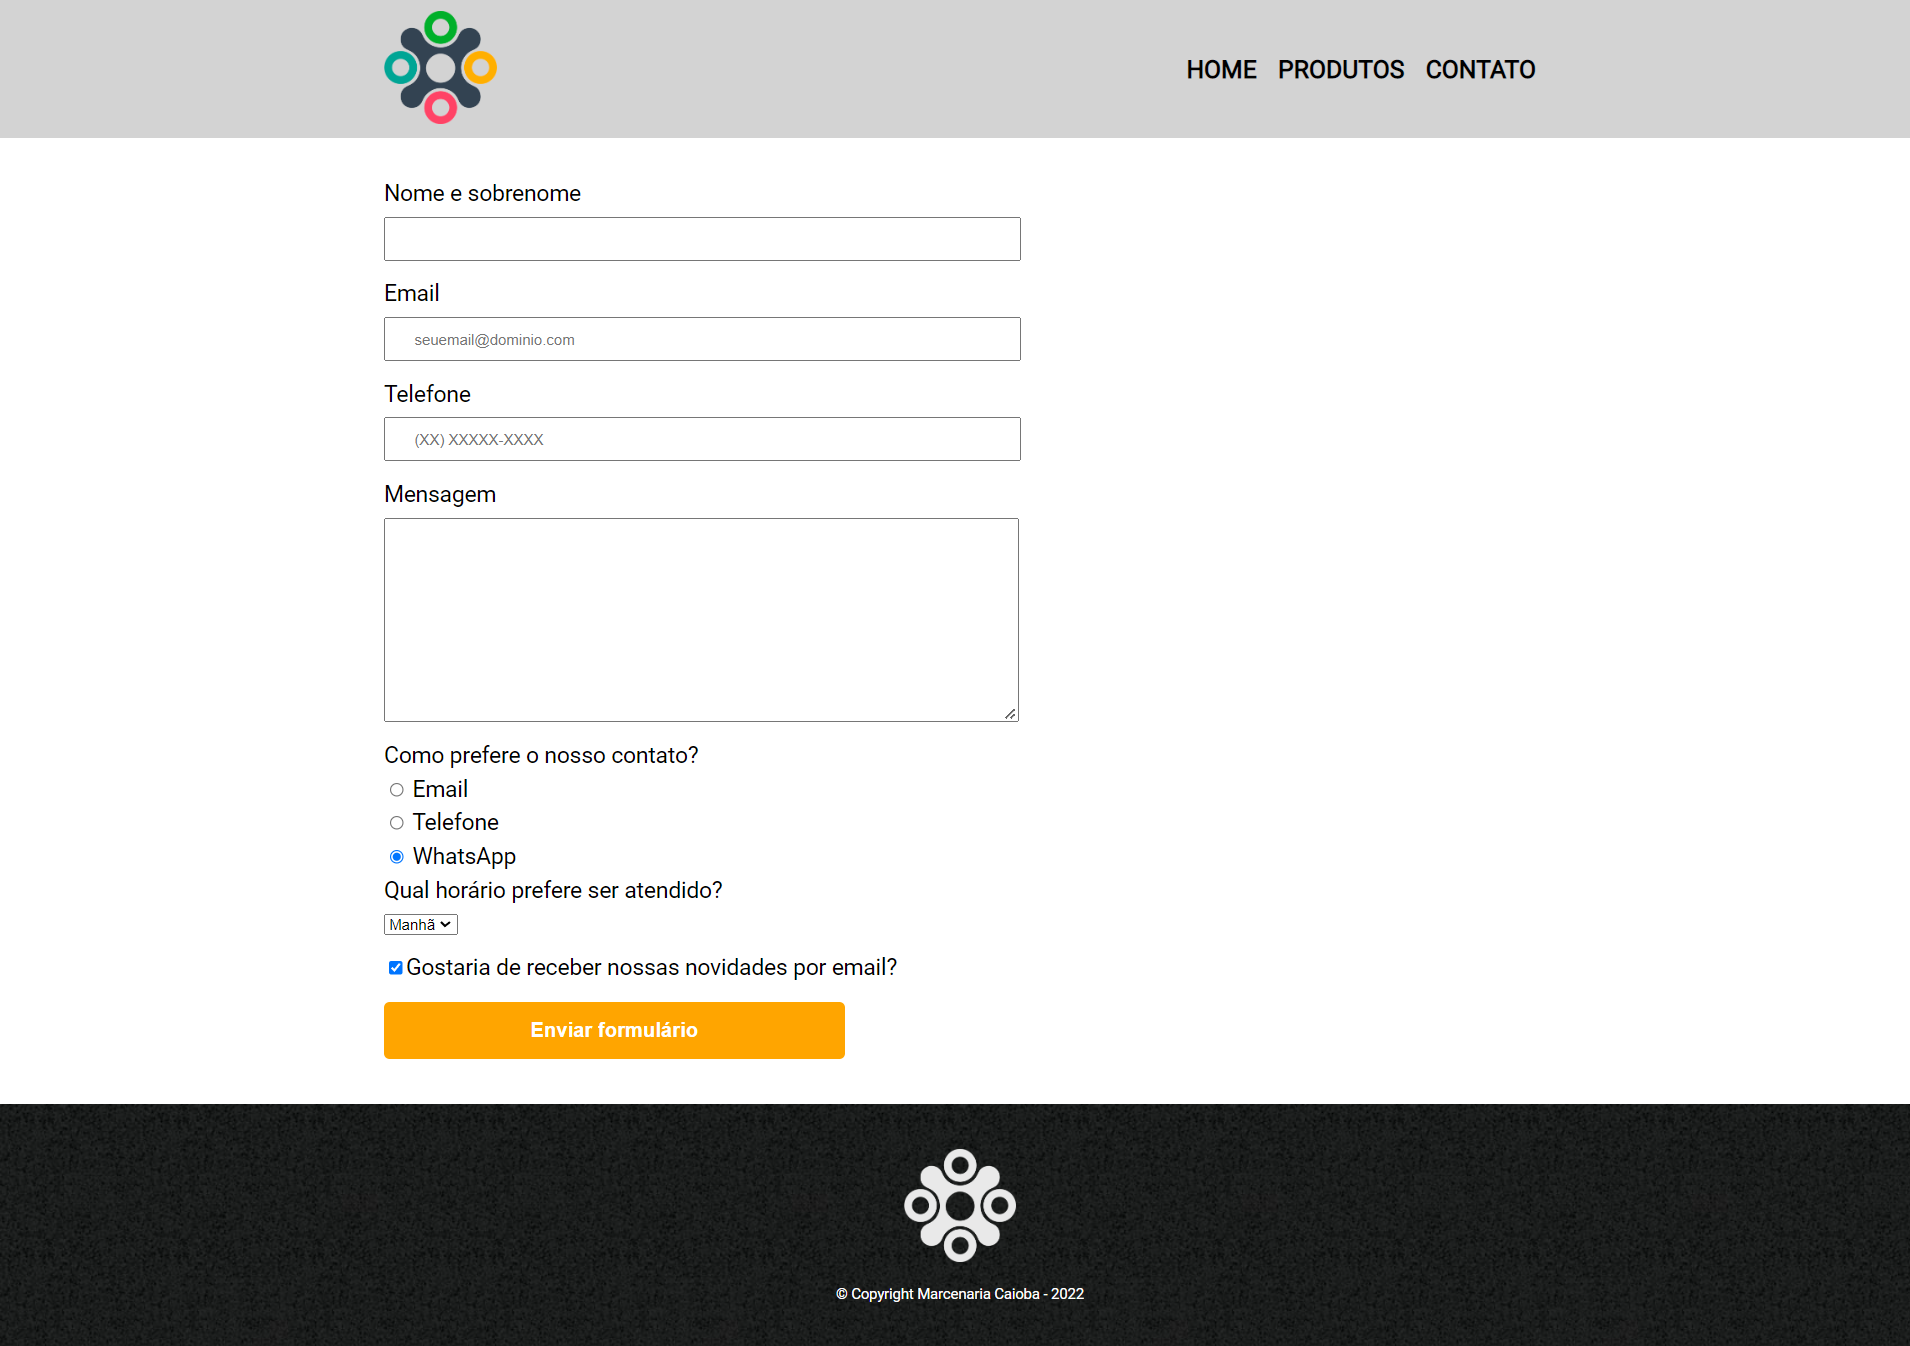 HOME PRODUTOS CONTATO
Nome e sobrenome
Email
seuemail@dominio.com
Telefone
(XX) XXXXX-XXXX
Mensagem
Como prefere o nosso contato?
Email
Telefone
WhatsApp
Qual horário prefere ser atendido?
Manhã
Gostaria de receber nossas novidades por email?
Enviar formulário
© Copyright Marcenaria Caioba - 2022